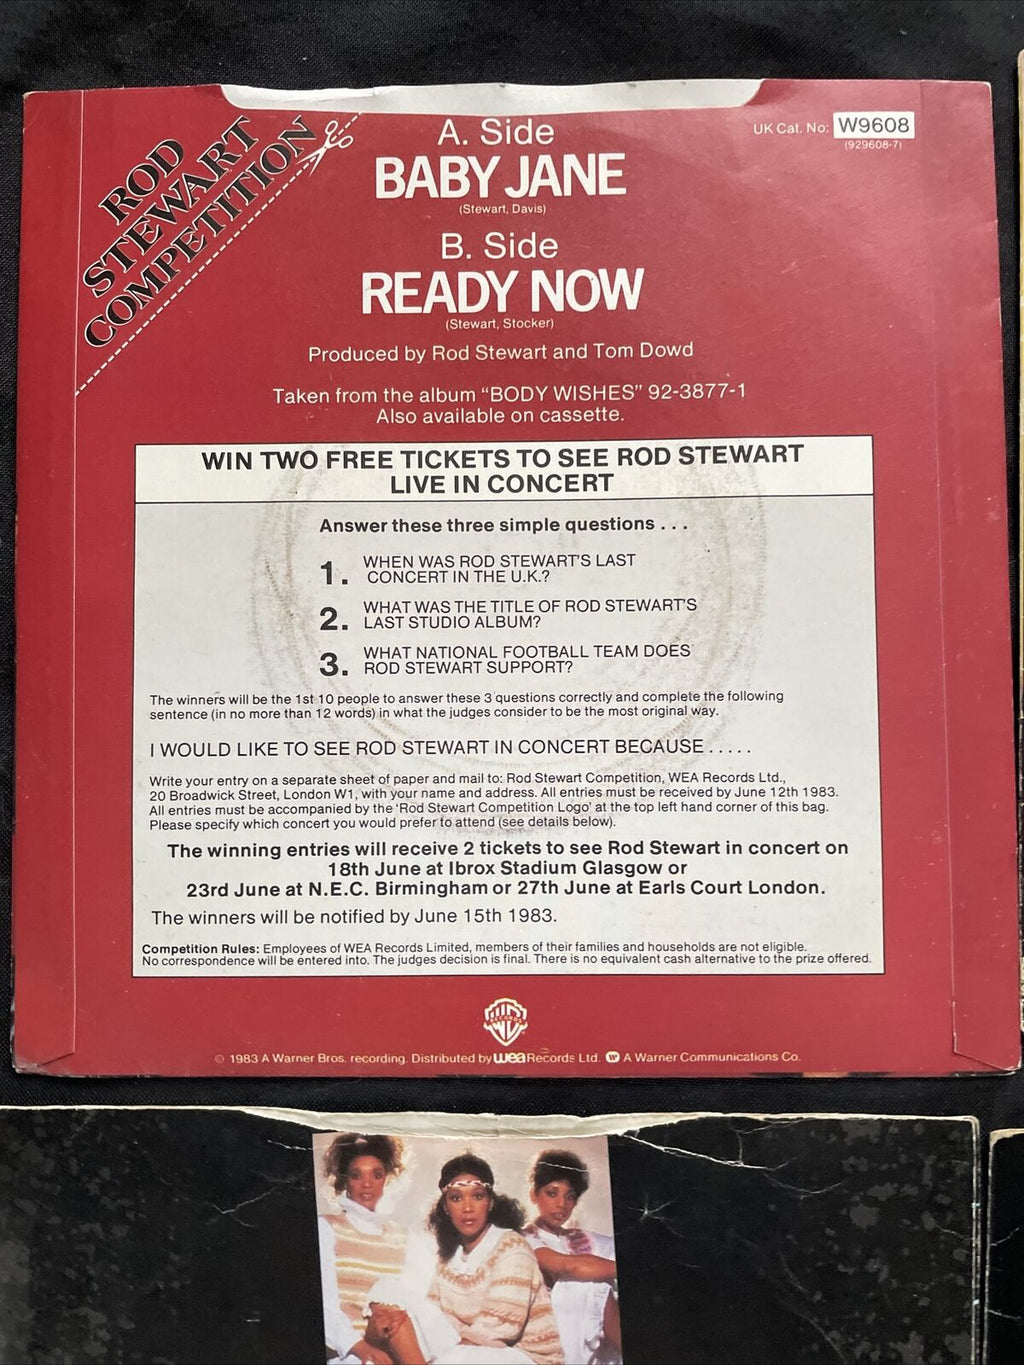 ROD
STEWART
COMPETITION
A. Side
BABY JANE
(Stewart, Davis)
UK Cat. No: W9608
(929608-7)
B. Side
READY NOW
(Stewart, Stocker)
Produced by Rod Stewart and Tom Dowd
Taken from the album “BODY WISHES” 92-3877-1
Also available on cassette.
WIN TWO FREE TICKETS TO SEE ROD STEWART
LIVE IN CONCERT
Answer these three simple questions . . .
1. WHEN WAS ROD STEWART'S LAST
CONCERT IN THE U.K.?
2. WHAT WAS THE TITLE OF ROD STEWART'S
LAST STUDIO ALBUM?
3. WHAT NATIONAL FOOTBALL TEAM DOES
ROD STEWART SUPPORT?
The winners will be the 1st 10 people to answer these 3 questions correctly and complete the following
sentence (in no more than 12 words) in what the judges consider to be the most original way.
I WOULD LIKE TO SEE ROD STEWART IN CONCERT BECAUSE . . . . .
Write your entry on a separate sheet of paper and mail to: Rod Stewart Competition, WEA Records Ltd.,
20 Broadwick Street, London W1, with your name and address. All entries must be received by June 12th 1983.
All entries must be accompanied by the ‘Rod Stewart Competition Logo’ at the top left hand corner of this bag.
Please specify which concert you would prefer to attend (see details below).
The winning entries will receive 2 tickets to see Rod Stewart in concert on
18th June at Ibrox Stadium Glasgow or
23rd June at N.E.C. Birmingham or 27th June at Earls Court London.
The winners will be notified by June 15th 1983.
Competition Rules: Employees of WEA Records Limited, members of their families and households are not eligible.
No correspondence will be entered into. The judges decision is final. There is no equivalent cash alternative to the prize offered.
RECORDS
© 1983 A Warner Bros. recording. Distributed by wea Records Ltd. A Warner Communications Co.